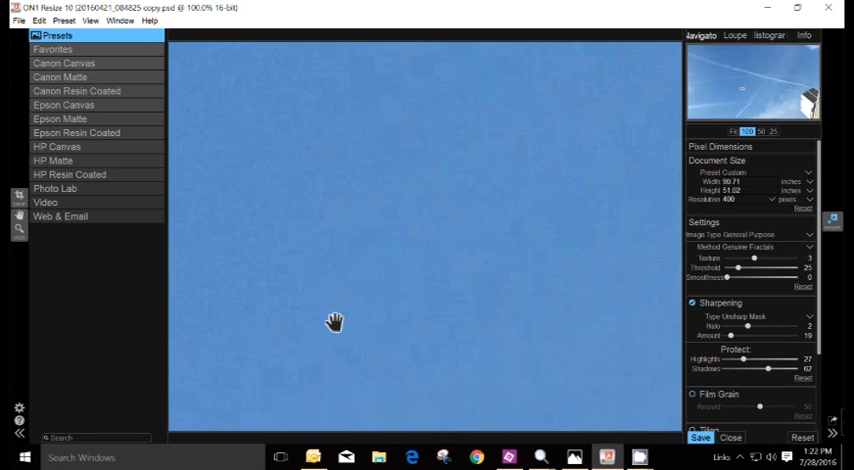 ON1 Resize 10 (20160421_084825 copy.psd @ 100.0% 16-bit)
File Edit Preset View Window Help
Presets
Favorites
Canon Canvas
Canon Matte
Canon Resin Coated
Epson Canvas
Epson Matte
Epson Resin Coated
HP Canvas
HP Matte
HP Resin Coated
Photo Lab
Video
Web & Email
Search
Navigato Loupe Histogram Info
Fit 100 50 25
Pixel Dimensions
Document Size
Preset Custom
Width 90.71 inches
Height 51.02 inches
Resolution 400 pixels
Reset
Settings
Image Type General Purpose
Method Genuine Fractals
Texture 3
Threshold 25
Smoothness 0
Reset
Sharpening
Type Unsharp Mask
Halo 2
Amount 19
Protect:
Highlights 27
Shadows 62
Reset
Film Grain
Amount 50
Reset
Tiling
Save Close Reset
Search Windows
Links
1:22 PM
7/28/2016